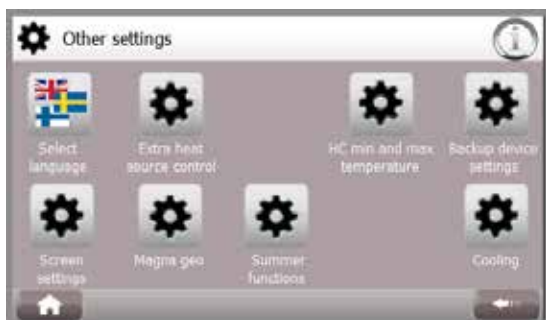 Other settings
Select
language
Extra heat
source control
HC min and max
temperature
Backup device
settings
Screen
settings
Magna geo
Summer
functions
Cooling